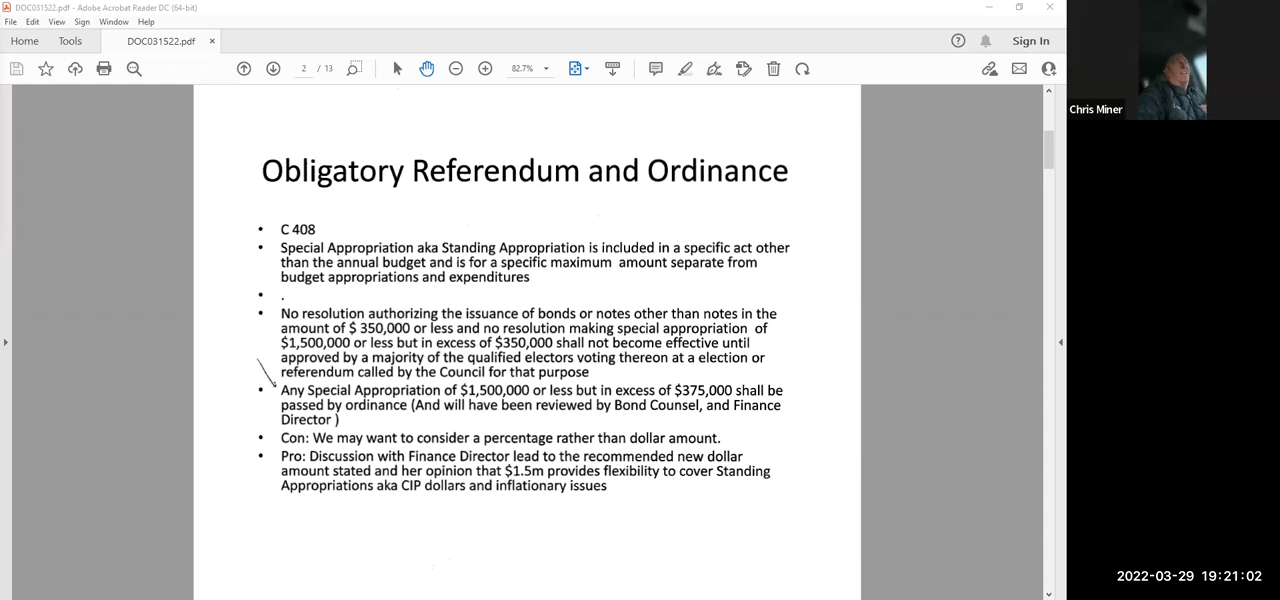 DOC031522.pdf - Adobe Acrobat Reader DC (64-bit)
File Edit View Sign Window Help
Home Tools DOC031522.pdf × Sign In
2 / 13 82.7%
Chris Miner
Obligatory Referendum and Ordinance
• C 408
• Special Appropriation aka Standing Appropriation is included in a specific act other
than the annual budget and is for a specific maximum amount separate from
budget appropriations and expenditures
• .
• No resolution authorizing the issuance of bonds or notes other than notes in the
amount of $ 350,000 or less and no resolution making special appropriation of
$1,500,000 or less but in excess of $350,000 shall not become effective until
approved by a majority of the qualified electors voting thereon at a election or
referendum called by the Council for that purpose
• Any Special Appropriation of $1,500,000 or less but in excess of $375,000 shall be
passed by ordinance (And will have been reviewed by Bond Counsel, and Finance
Director )
• Con: We may want to consider a percentage rather than dollar amount.
• Pro: Discussion with Finance Director lead to the recommended new dollar
amount stated and her opinion that $1.5m provides flexibility to cover Standing
Appropriations aka CIP dollars and inflationary issues
2022-03-29 19:21:02